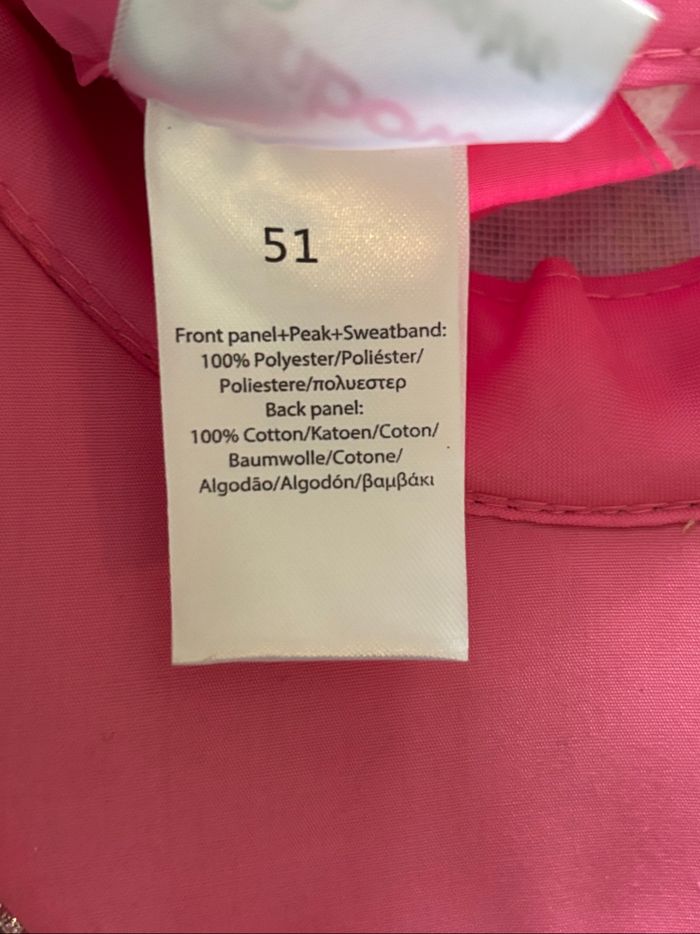 51
Front panel+Peak+Sweatband:
100% Polyester/Poliéster/
Poliestere/πολυεστερ
Back panel:
100% Cotton/Katoen/Coton/
Baumwolle/Cotone/
Algodão/Algodón/βαμβάκι